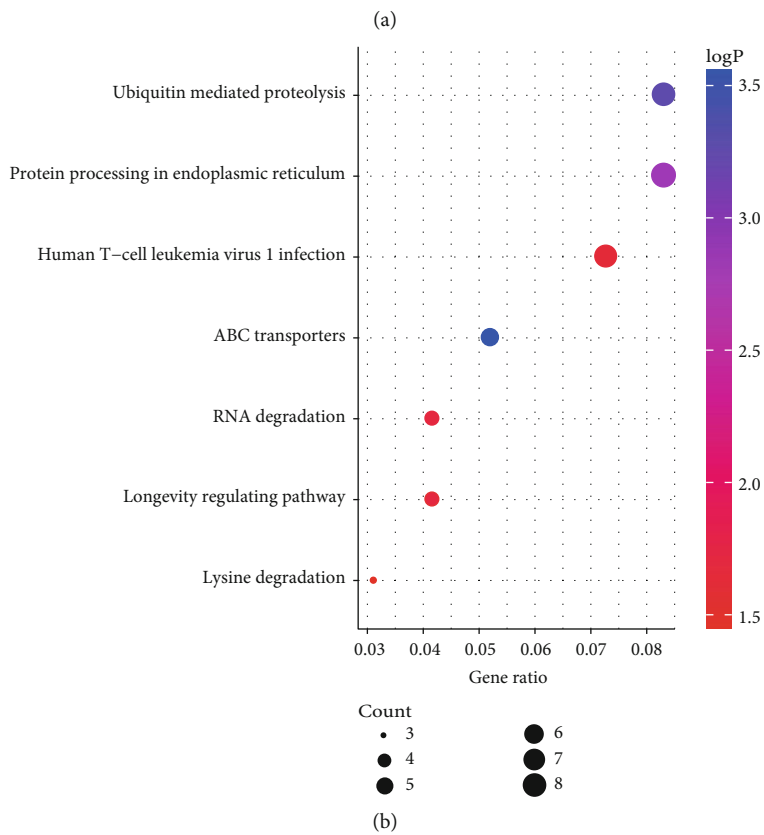 (a)
logP
Ubiquitin mediated proteolysis
Protein processing in endoplasmic reticulum
Human T−cell leukemia virus 1 infection
ABC transporters
RNA degradation
Longevity regulating pathway
Lysine degradation
3.5
3.0
2.5
2.0
1.5
0.03 0.04 0.05 0.06 0.07 0.08
Gene ratio
Count
3 6
4 7
5 8
(b)